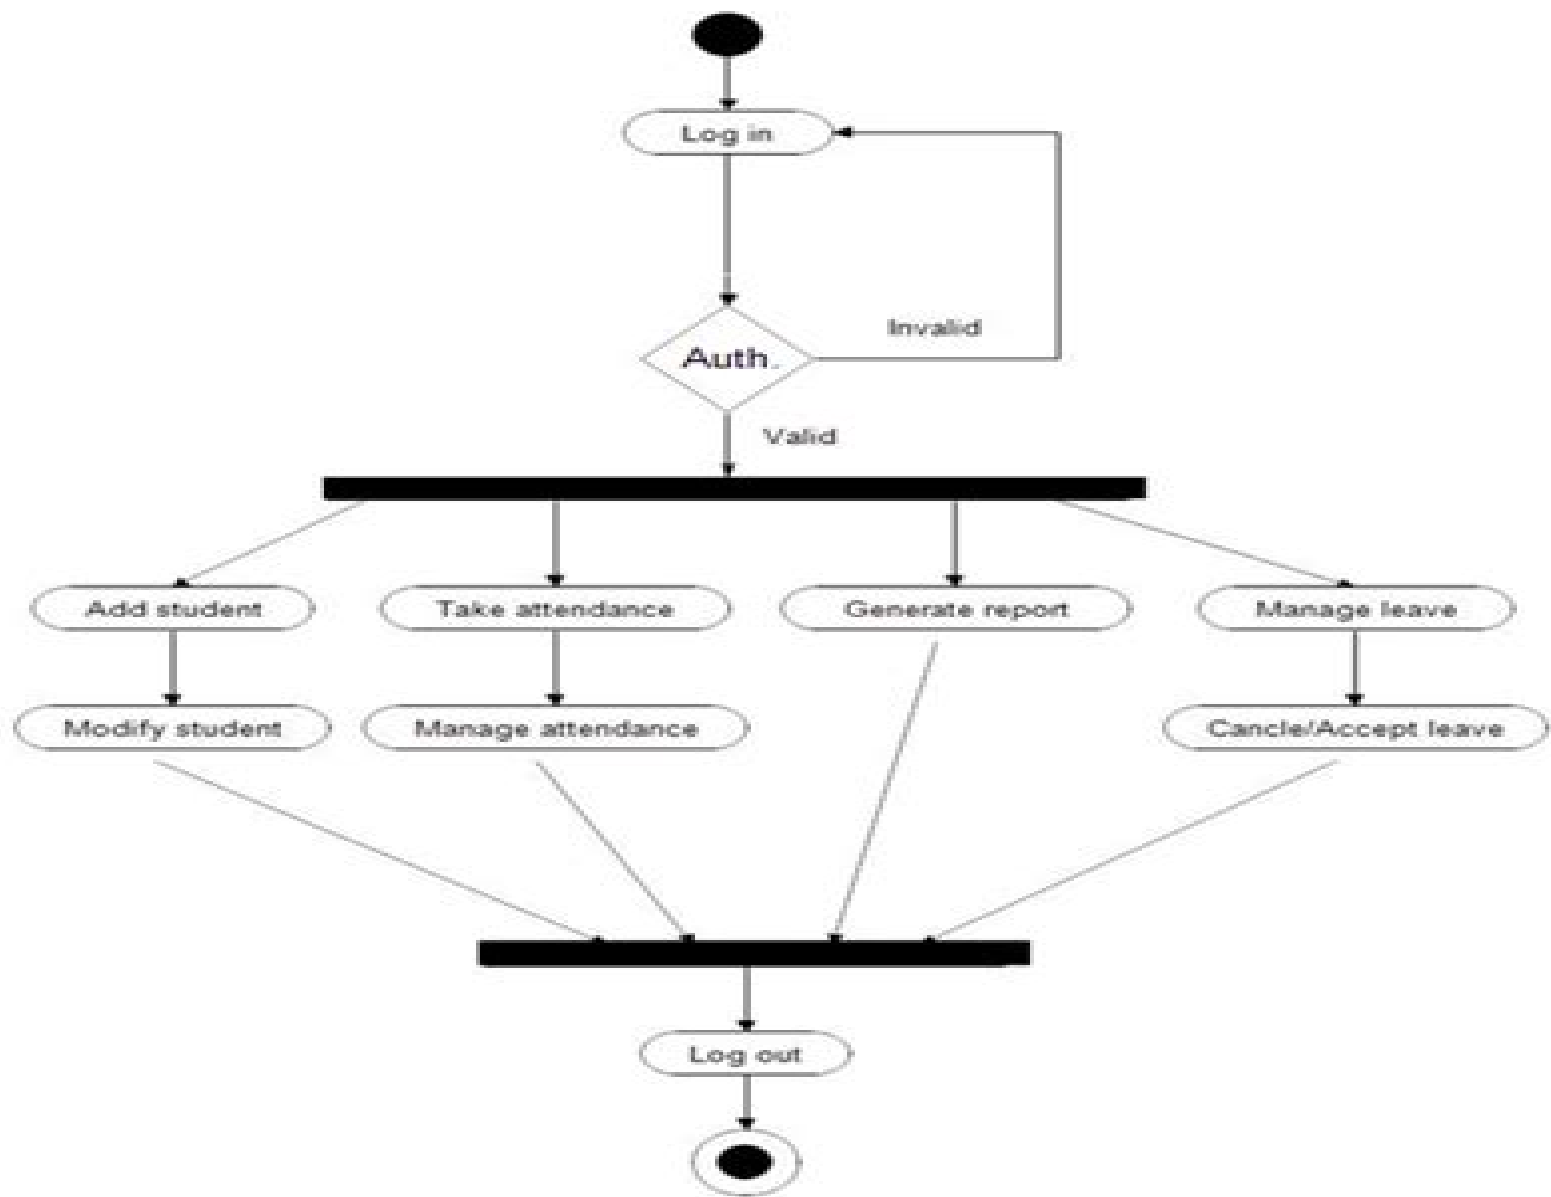 Log in
Invalid
Auth.
Valid
Add student
Take attendance
Generate report
Manage leave
Modify student
Manage attendance
Cancle/Accept leave
Log out